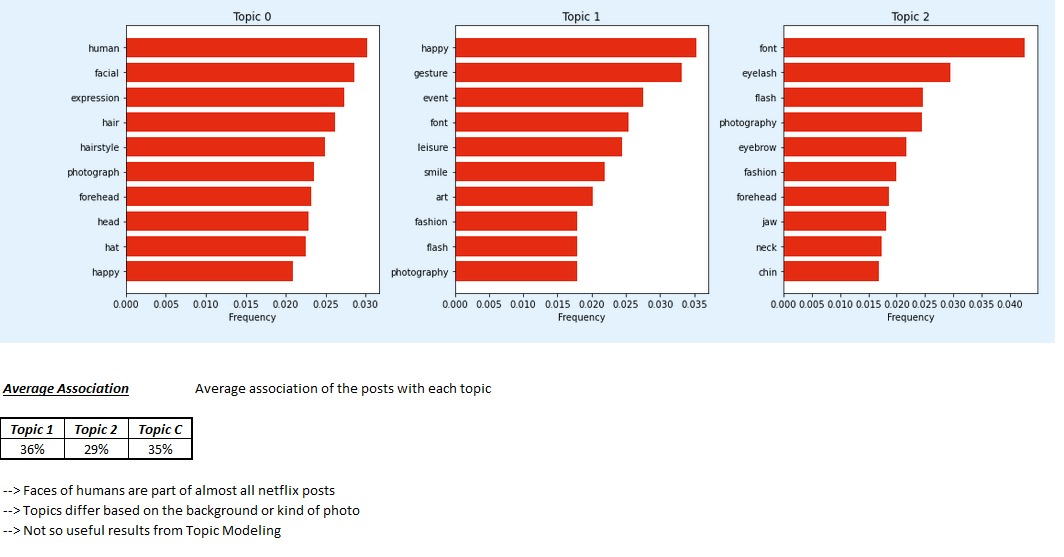 Topic 0
human
facial
expression
hair
hairstyle
photograph
forehead
head
hat
happy
0.000 0.005 0.010 0.015 0.020 0.025 0.030
Frequency
Topic 1
happy
gesture
event
font
leisure
smile
art
fashion
flash
photography
0.000 0.005 0.010 0.015 0.020 0.025 0.030 0.035
Frequency
Topic 2
font
eyelash
flash
photography
eyebrow
fashion
forehead
jaw
neck
chin
0.000 0.005 0.010 0.015 0.020 0.025 0.030 0.035 0.040
Frequency
Average Association Average association of the posts with each topic
Topic 1 Topic 2 Topic C
36% 29% 35%
--> Faces of humans are part of almost all netflix posts
--> Topics differ based on the background or kind of photo
--> Not so useful results from Topic Modeling